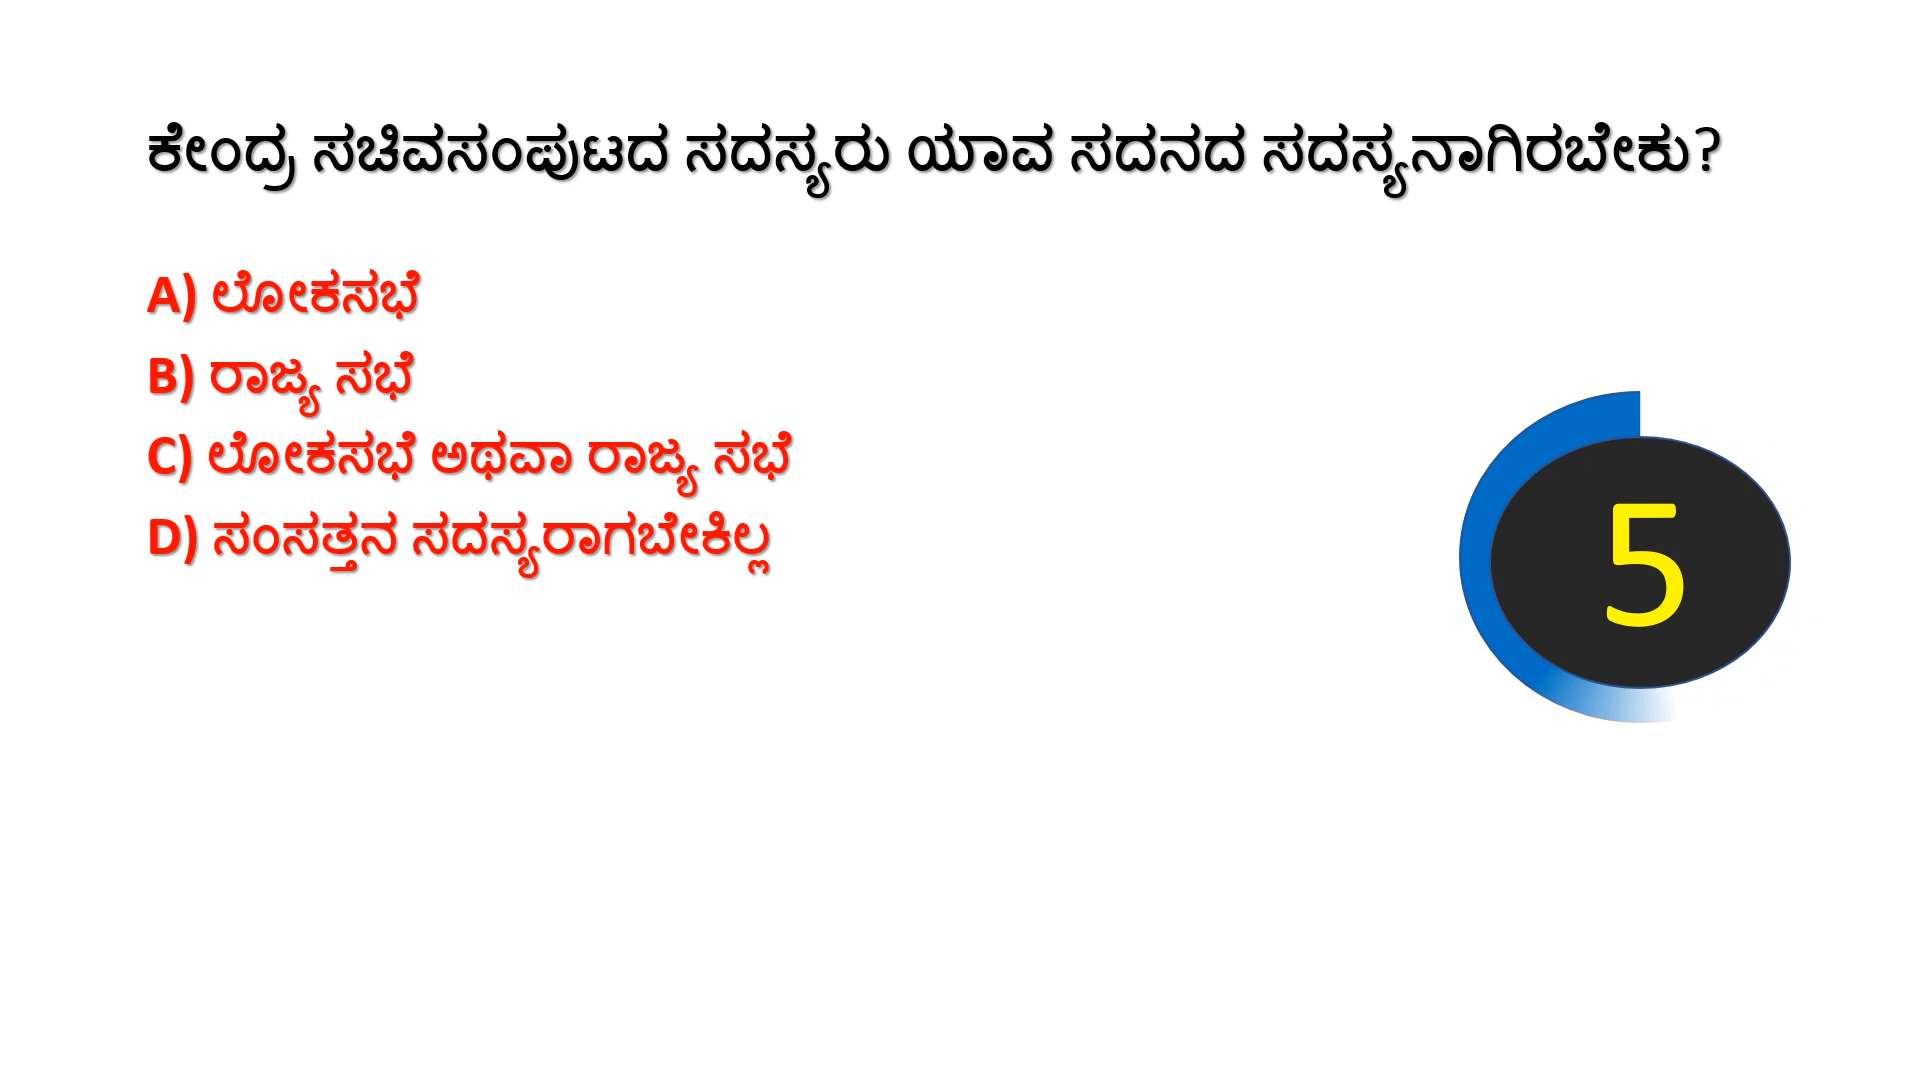 ಕೇಂದ್ರ ಸಚಿವಸಂಪುಟದ ಸದಸ್ಯರು ಯಾವ ಸದನದ ಸದಸ್ಯನಾಗಿರಬೇಕು?
A) ಲೋಕಸಭೆ
B) ರಾಜ್ಯ ಸಭೆ
C) ಲೋಕಸಭೆ ಅಥವಾ ರಾಜ್ಯ ಸಭೆ
D) ಸಂಸತ್ತನ ಸದಸ್ಯರಾಗಬೇಕಿಲ್ಲ
5